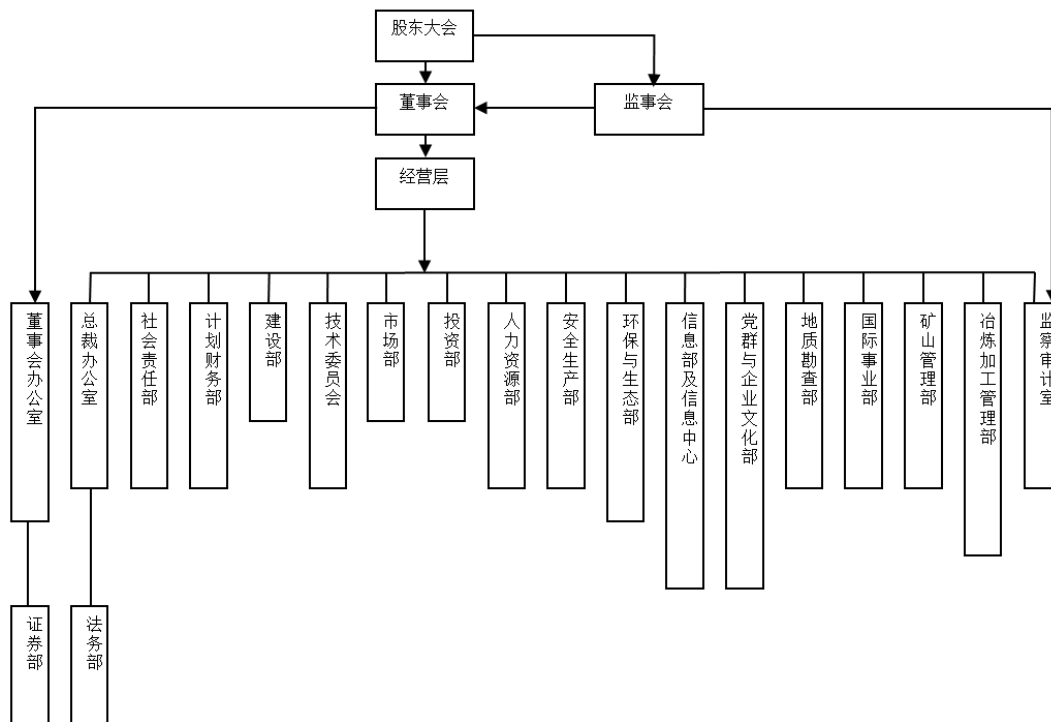 股东大会
董事会
监事会
经营层
董事会办公室
总裁办公室
社会责任部
计划财务部
建设部
技术委员会
市场部
投资部
人力资源部
安全生产部
环保与生态部
信息部及信息中心
党群与企业文化部
地质勘查部
国际事业部
矿山管理部
冶炼加工管理部
监察审计室
证券部
法务部